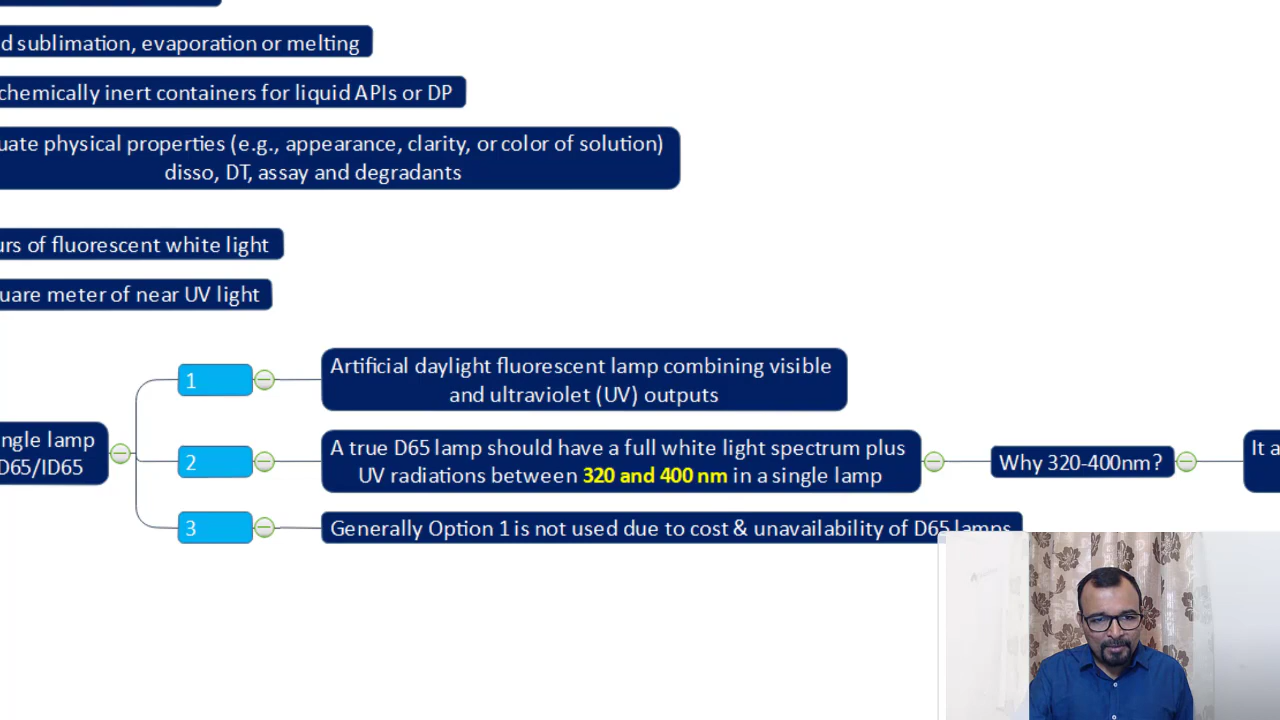 d sublimation, evaporation or melting
chemically inert containers for liquid APIs or DP
uate physical properties (e.g., appearance, clarity, or color of solution)
disso, DT, assay and degradants
urs of fluorescent white light
uare meter of near UV light
ngle lamp
D65/ID65
1
Artificial daylight fluorescent lamp combining visible
and ultraviolet (UV) outputs
2
A true D65 lamp should have a full white light spectrum plus
UV radiations between 320 and 400 nm in a single lamp
Why 320-400nm?
It a
3
Generally Option 1 is not used due to cost & unavailability of D65 lamps